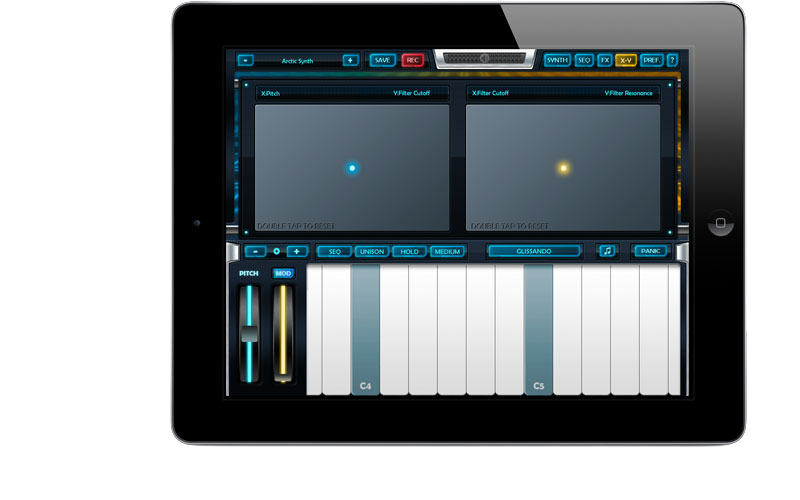 - Arctic Synth + SAVE REC SYNTH SEQ FX X-Y PREF. ?
X:Pitch Y:Filter Cutoff X:Filter Cutoff Y:Filter Resonance
DOUBLE TAP TO RESET DOUBLE TAP TO RESET
- + SEQ UNISON HOLD MEDIUM GLISSANDO PANIC
PITCH MOD
C4 C5